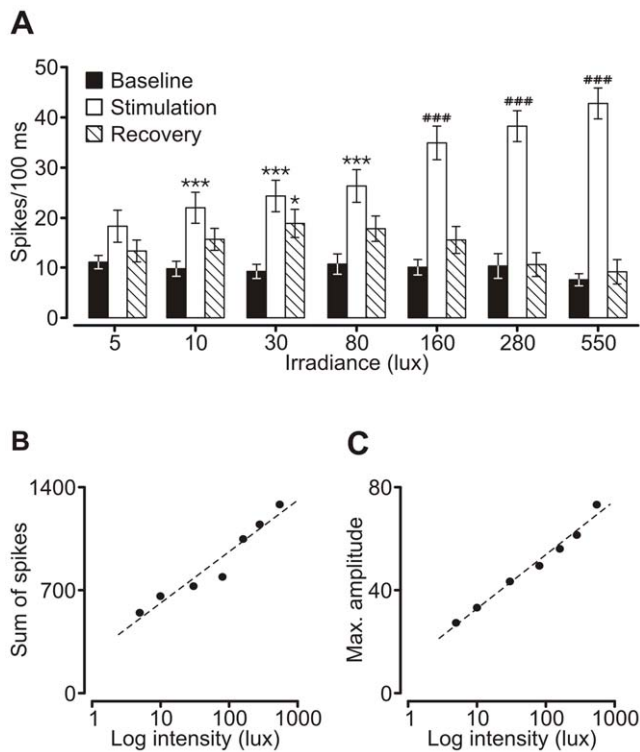 A
50
40
30
20
10
0
Spikes/100 ms
Baseline
Stimulation
Recovery
***
***
*
***
###
###
###
5 10 30 80 160 280 550
Irradiance (lux)
B
1400
700
0
Sum of spikes
1 10 100 1000
Log intensity (lux)
C
80
40
0
Max. amplitude
1 10 100 1000
Log intensity (lux)